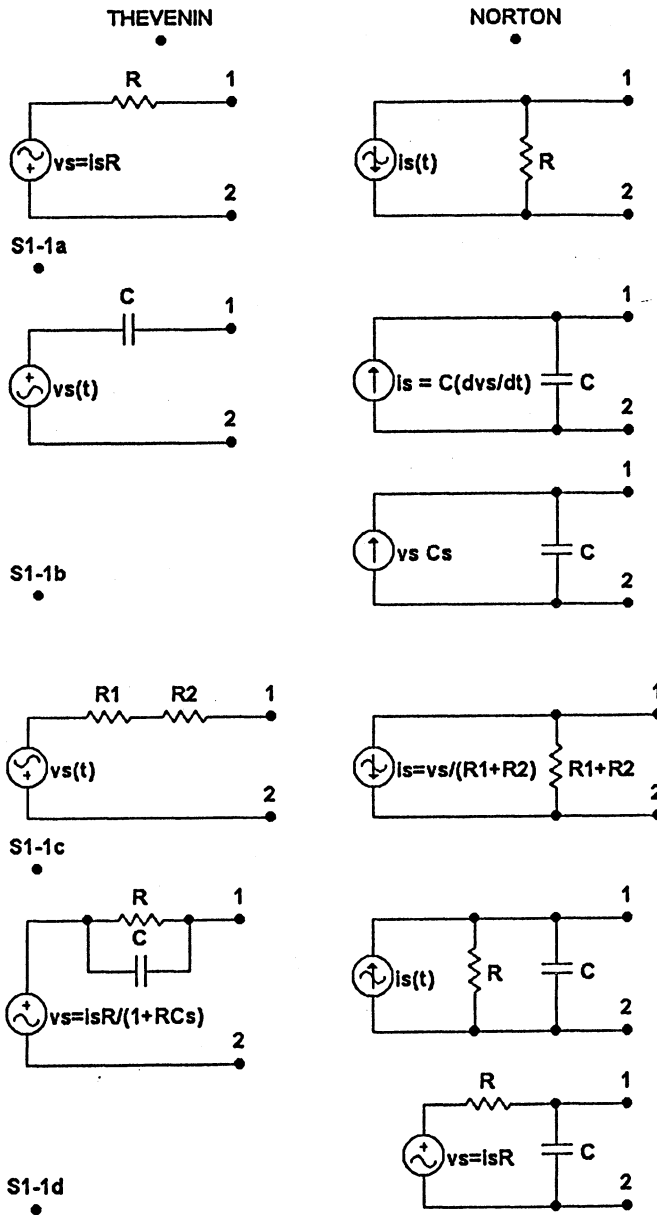 THEVENIN NORTON
R 1 1
vs=isR is(t) R
2 2
S1-1a
C 1 1
vs(t) is = C(dvs/dt) C
2 2
1
vs Cs C
S1-1b 2
R1 R2 1 1
vs(t) is=vs/(R1+R2) R1+R2
2 2
S1-1c
R 1 1
C
is(t) R C
vs=isR/(1+RCs)
2 2
R 1
vs=isR C
S1-1d 2